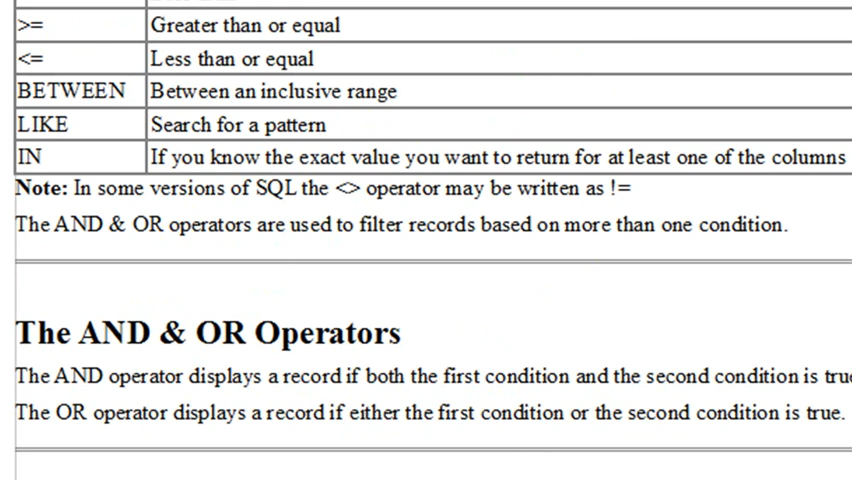 >= Greater than or equal
<= Less than or equal
BETWEEN Between an inclusive range
LIKE Search for a pattern
IN If you know the exact value you want to return for at least one of the columns
Note: In some versions of SQL the <> operator may be written as !=
The AND & OR operators are used to filter records based on more than one condition.
The AND & OR Operators
The AND operator displays a record if both the first condition and the second condition is true
The OR operator displays a record if either the first condition or the second condition is true.